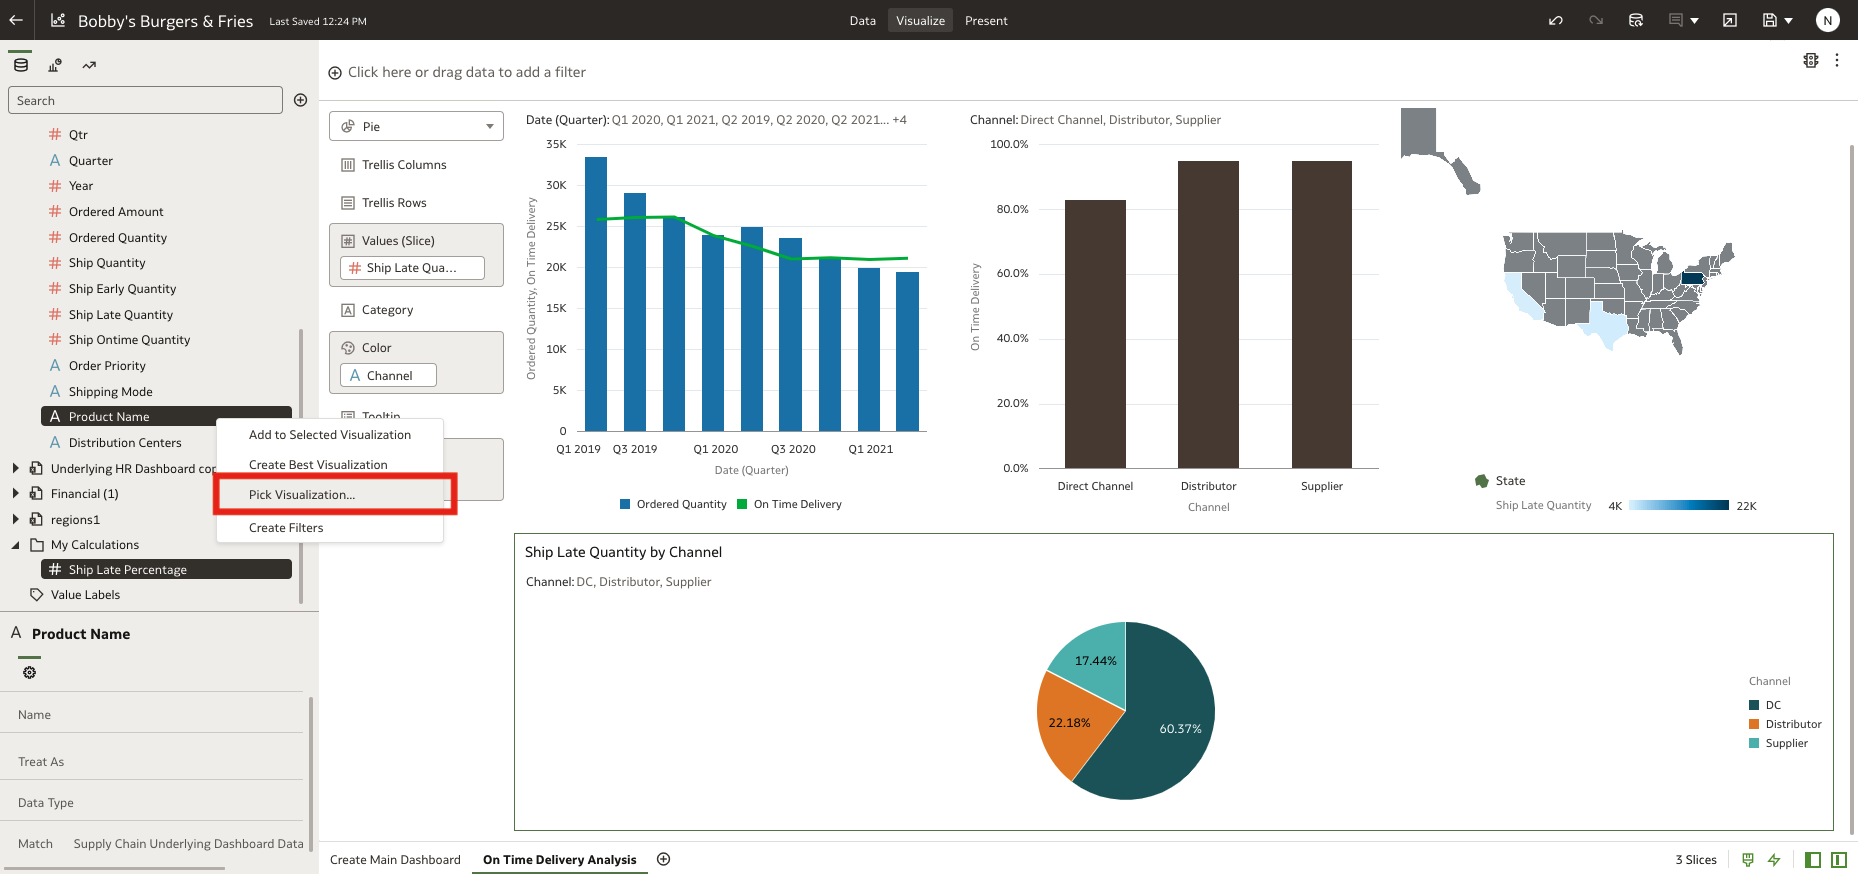 Bobby's Burgers & Fries Last Saved 12:24 PM
Data Visualize Present
N
Search
Qtr
Quarter
Year
Ordered Amount
Ordered Quantity
Ship Quantity
Ship Early Quantity
Ship Late Quantity
Ship Ontime Quantity
Order Priority
Shipping Mode
Product Name
Distribution Centers
Underlying HR Dashboard cop
Financial (1)
regions1
My Calculations
Ship Late Percentage
Value Labels
Add to Selected Visualization
Create Best Visualization
Pick Visualization...
Create Filters
A Product Name
Name
Treat As
Data Type
Match Supply Chain Underlying Dashboard Data
Click here or drag data to add a filter
Pie
Trellis Columns
Trellis Rows
Values (Slice)
Ship Late Qua...
Category
Color
A Channel
Tooltip
Date (Quarter): Q1 2020, Q1 2021, Q2 2019, Q2 2020, Q2 2021... +4
Ordered Quantity, On Time Delivery
35K
30K
25K
20K
15K
10K
5K
0
Q1 2019 Q3 2019 Q1 2020 Q3 2020 Q1 2021
Date (Quarter)
Ordered Quantity On Time Delivery
Channel: Direct Channel, Distributor, Supplier
On Time Delivery
100.0%
80.0%
60.0%
40.0%
20.0%
0.0%
Direct Channel Distributor Supplier
Channel
State
Ship Late Quantity 4K 22K
Ship Late Quantity by Channel
Channel: DC, Distributor, Supplier
17.44%
22.18%
60.37%
Channel
DC
Distributor
Supplier
Create Main Dashboard On Time Delivery Analysis
3 Slices